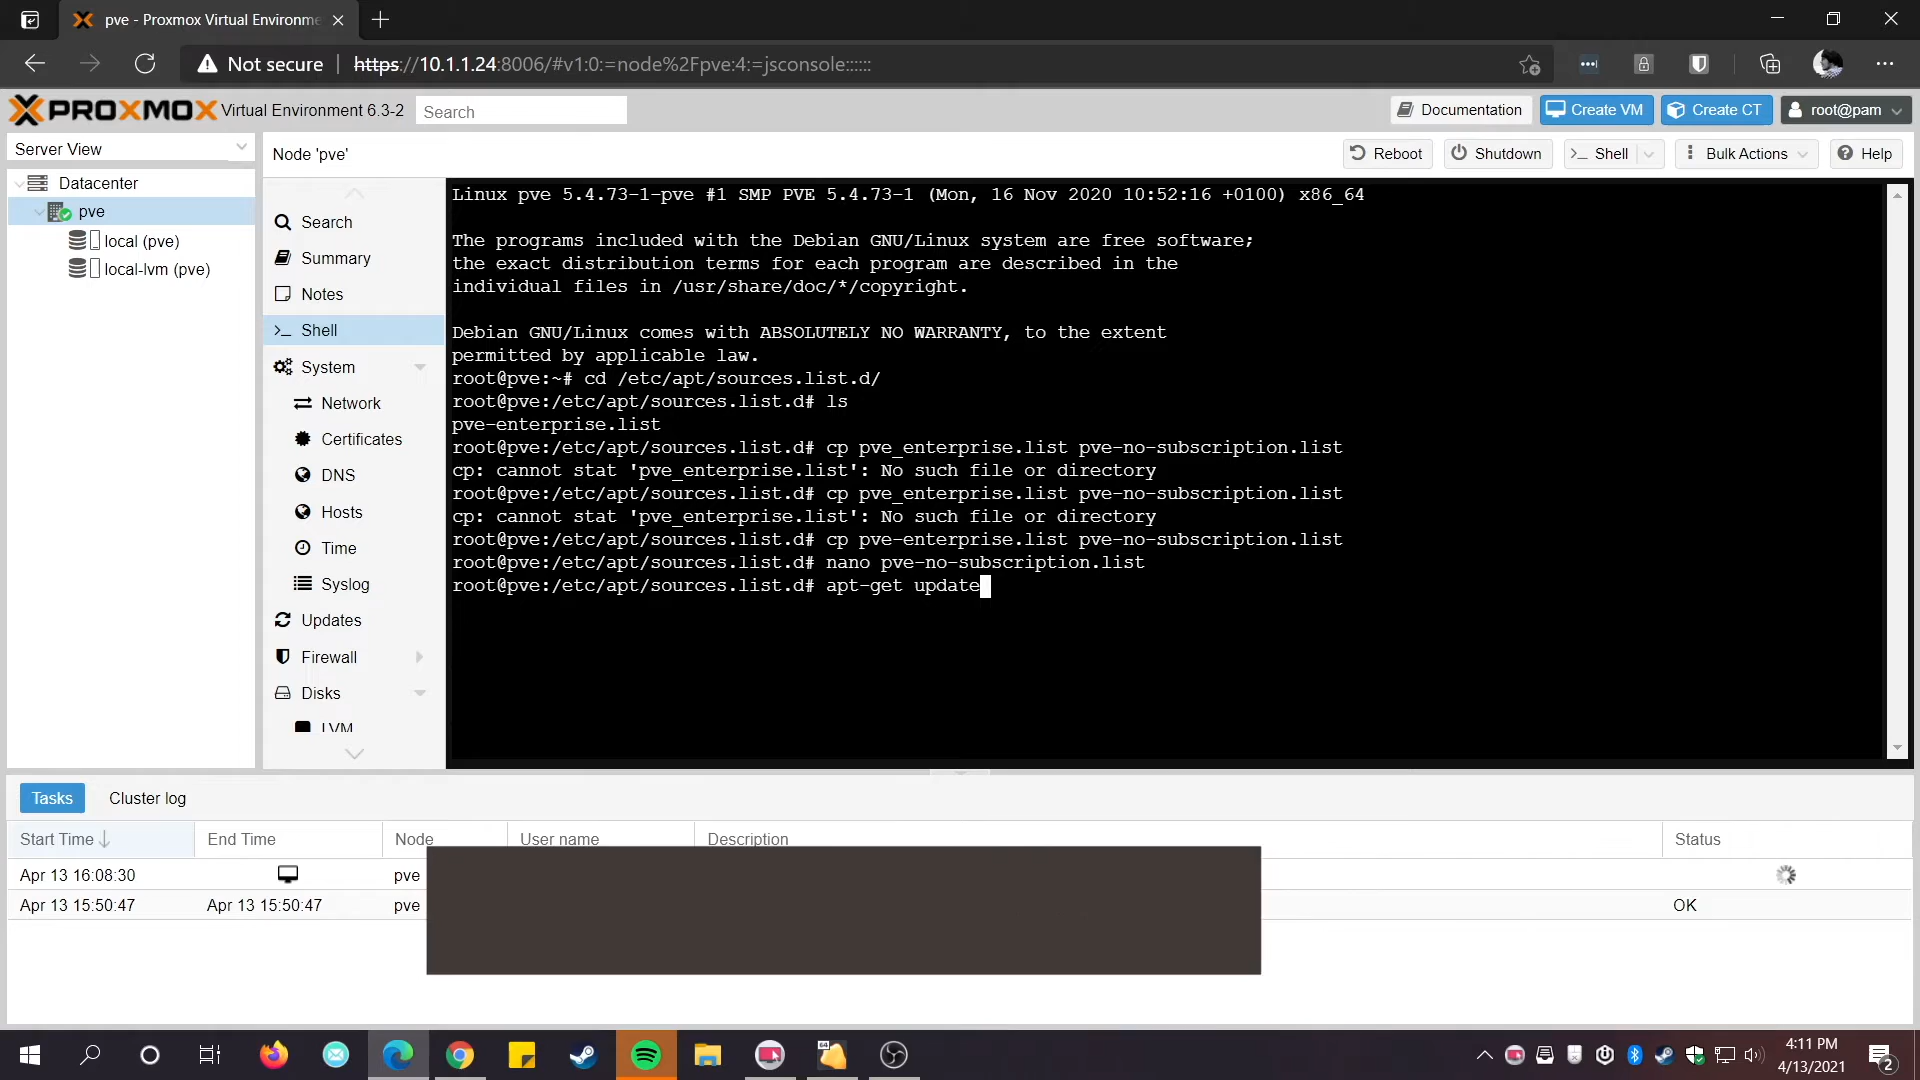 pve - Proxmox Virtual Environme
Not secure | https://10.1.1.24:8006/#v1:0:=node%2Fpve:4:=jsconsole::::::
PROXMOX Virtual Environment 6.3-2 Search Documentation Create VM Create CT root@pam
Server View
Node 'pve' Reboot Shutdown >_ Shell Bulk Actions Help
Datacenter
pve
local (pve)
local-lvm (pve)
Search
Summary
Notes
>_ Shell
System
Network
Certificates
DNS
Hosts
Time
Syslog
Updates
Firewall
Disks
LVM
Linux pve 5.4.73-1-pve #1 SMP PVE 5.4.73-1 (Mon, 16 Nov 2020 10:52:16 +0100) x86_64
The programs included with the Debian GNU/Linux system are free software;
the exact distribution terms for each program are described in the
individual files in /usr/share/doc/*/copyright.
Debian GNU/Linux comes with ABSOLUTELY NO WARRANTY, to the extent
permitted by applicable law.
root@pve:~# cd /etc/apt/sources.list.d/
root@pve:/etc/apt/sources.list.d# ls
pve-enterprise.list
root@pve:/etc/apt/sources.list.d# cp pve_enterprise.list pve-no-subscription.list
cp: cannot stat 'pve_enterprise.list': No such file or directory
root@pve:/etc/apt/sources.list.d# cp pve_enterprise.list pve-no-subscription.list
cp: cannot stat 'pve_enterprise.list': No such file or directory
root@pve:/etc/apt/sources.list.d# cp pve-enterprise.list pve-no-subscription.list
root@pve:/etc/apt/sources.list.d# nano pve-no-subscription.list
root@pve:/etc/apt/sources.list.d# apt-get update
Tasks Cluster log
Start Time End Time Node User name Description Status
Apr 13 16:08:30 pve
Apr 13 15:50:47 Apr 13 15:50:47 pve OK
64
4:11 PM
4/13/2021
2